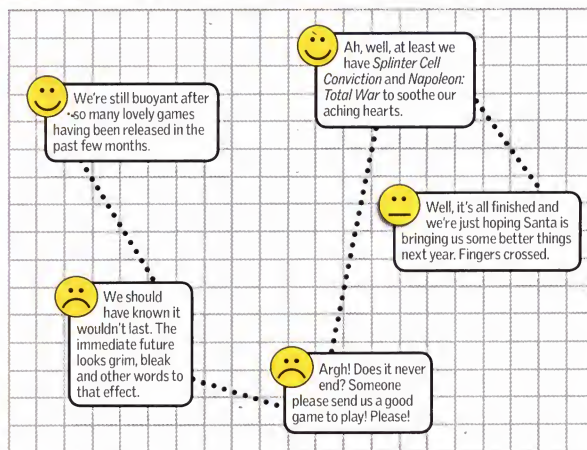 We're still buoyant after
so many lovely games
having been released in the
past few months.
We should
have known it
wouldn't last. The
immediate future
looks grim, bleak
and other words to
that effect.
Argh! Does it never
end? Someone
please send us a good
game to play! Please!
Ah, well, at least we
have Splinter Cell
Conviction and Napoleon:
Total War to soothe our
aching hearts.
Well, it's all finished and
we're just hoping Santa is
bringing us some better things
next year. Fingers crossed.